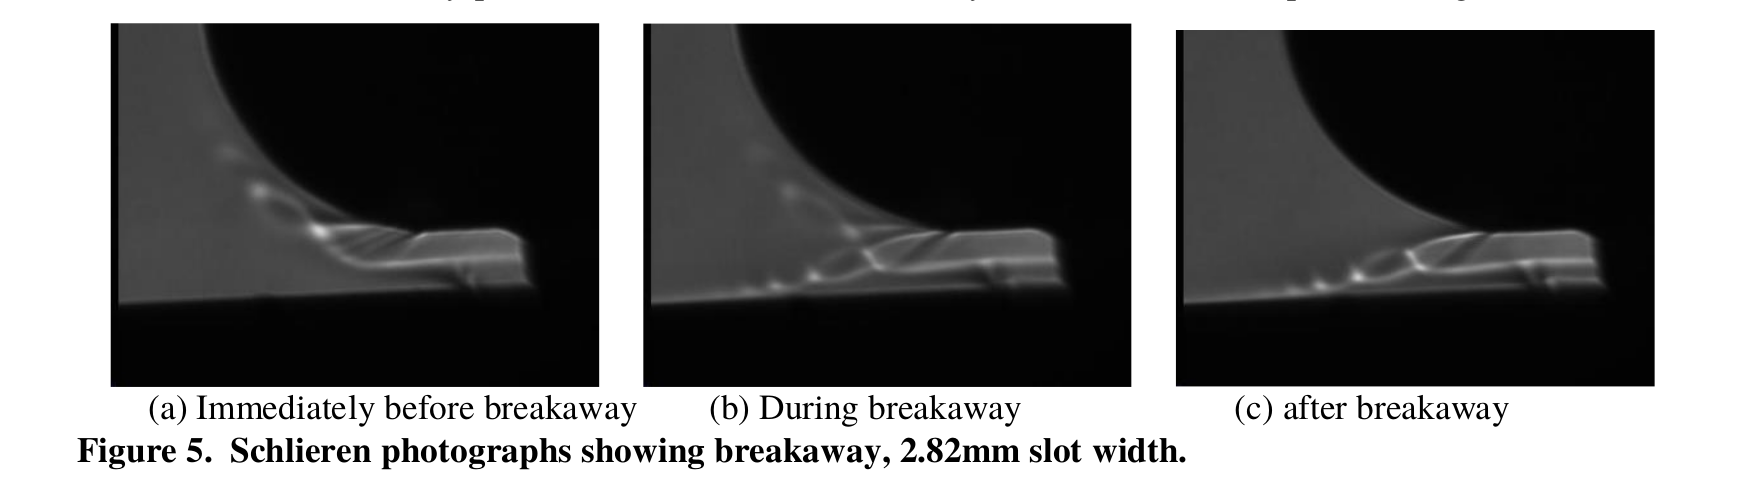 (a) Immediately before breakaway (b) During breakaway (c) after breakaway
Figure 5. Schlieren photographs showing breakaway, 2.82mm slot width.